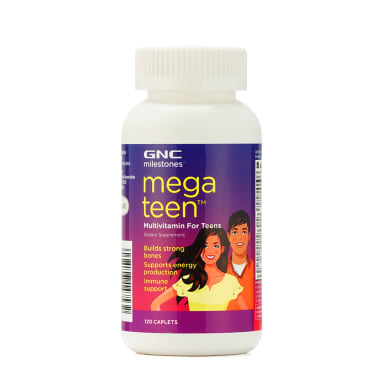 GNC
milestones
mega
teen™
Multivitamin For Teens
Dietary Supplement
Builds strong
bones
Supports energy
production
Immune
support
120 CAPLETS